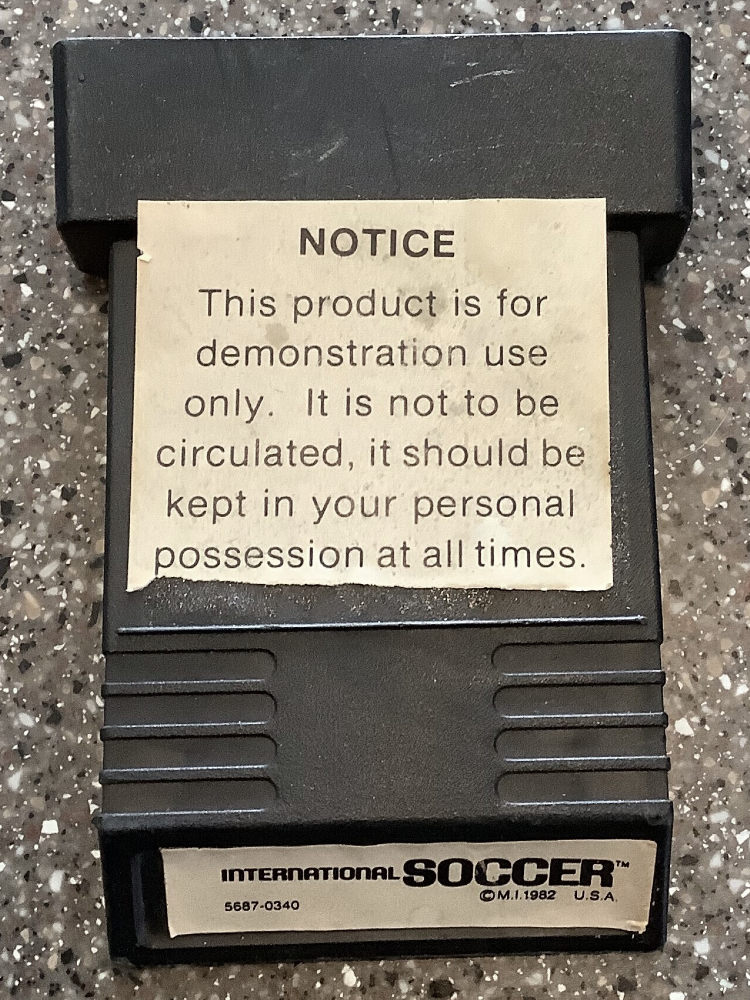 NOTICE
This product is for
demonstration use
only. It is not to be
circulated, it should be
kept in your personal
possession at all times.
INTERNATIONAL SOCCER™
©M.I.1982 U.S.A.
5687-0340